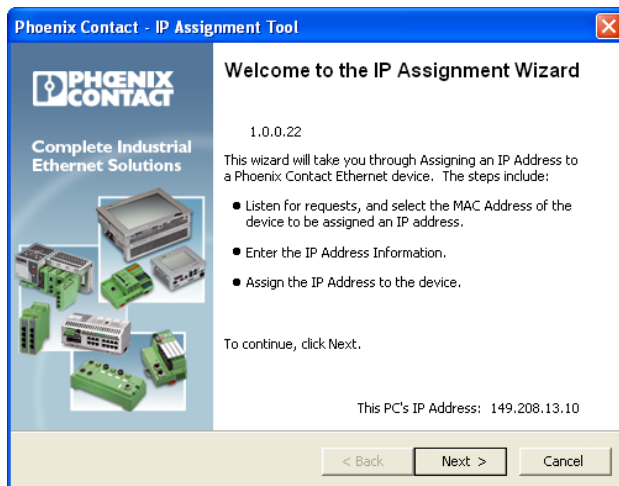 Phoenix Contact - IP Assignment Tool
PHŒNIX
CONTACT
Complete Industrial
Ethernet Solutions
Welcome to the IP Assignment Wizard
1.0.0.22
This wizard will take you through Assigning an IP Address to
a Phoenix Contact Ethernet device. The steps include:
● Listen for requests, and select the MAC Address of the
device to be assigned an IP address.
● Enter the IP Address Information.
● Assign the IP Address to the device.
To continue, click Next.
This PC's IP Address: 149.208.13.10
< Back
Next >
Cancel